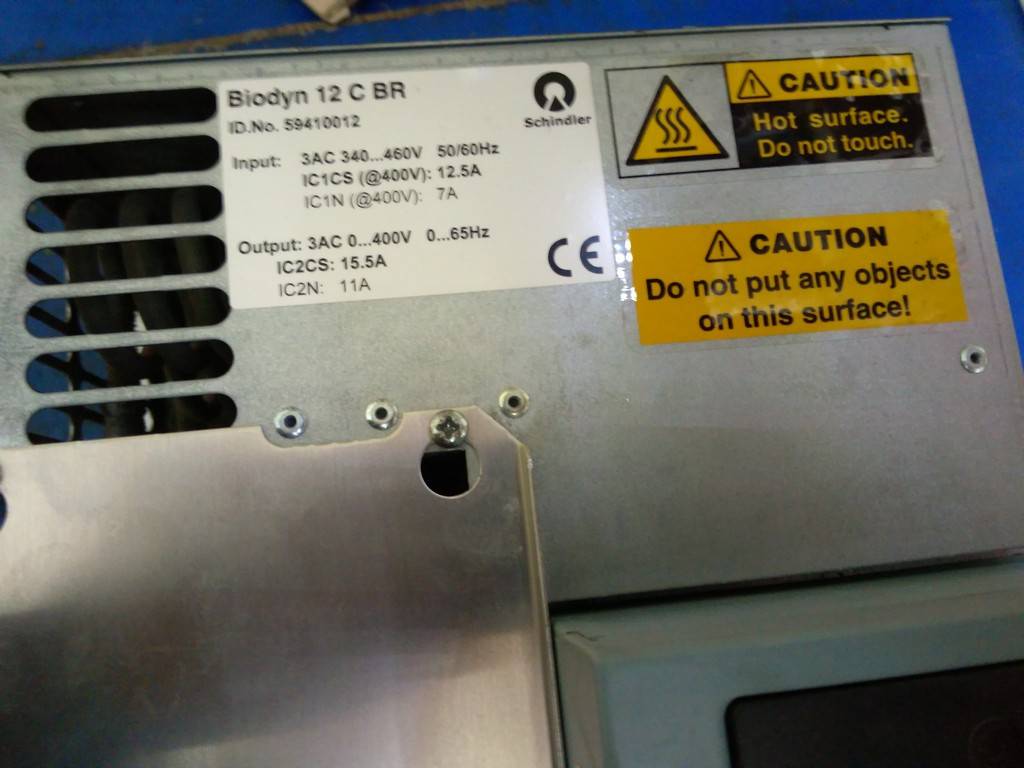 Biodyn 12 C BR
ID.No. 59410012
Schindler
Input: 3AC 340...460V 50/60Hz
IC1CS (@400V): 12.5A
IC1N (@400V): 7A
Output: 3AC 0...400V 0...65Hz
IC2CS: 15.5A
IC2N: 11A
CE
CAUTION
Hot surface.
Do not touch.
CAUTION
Do not put any objects
on this surface!